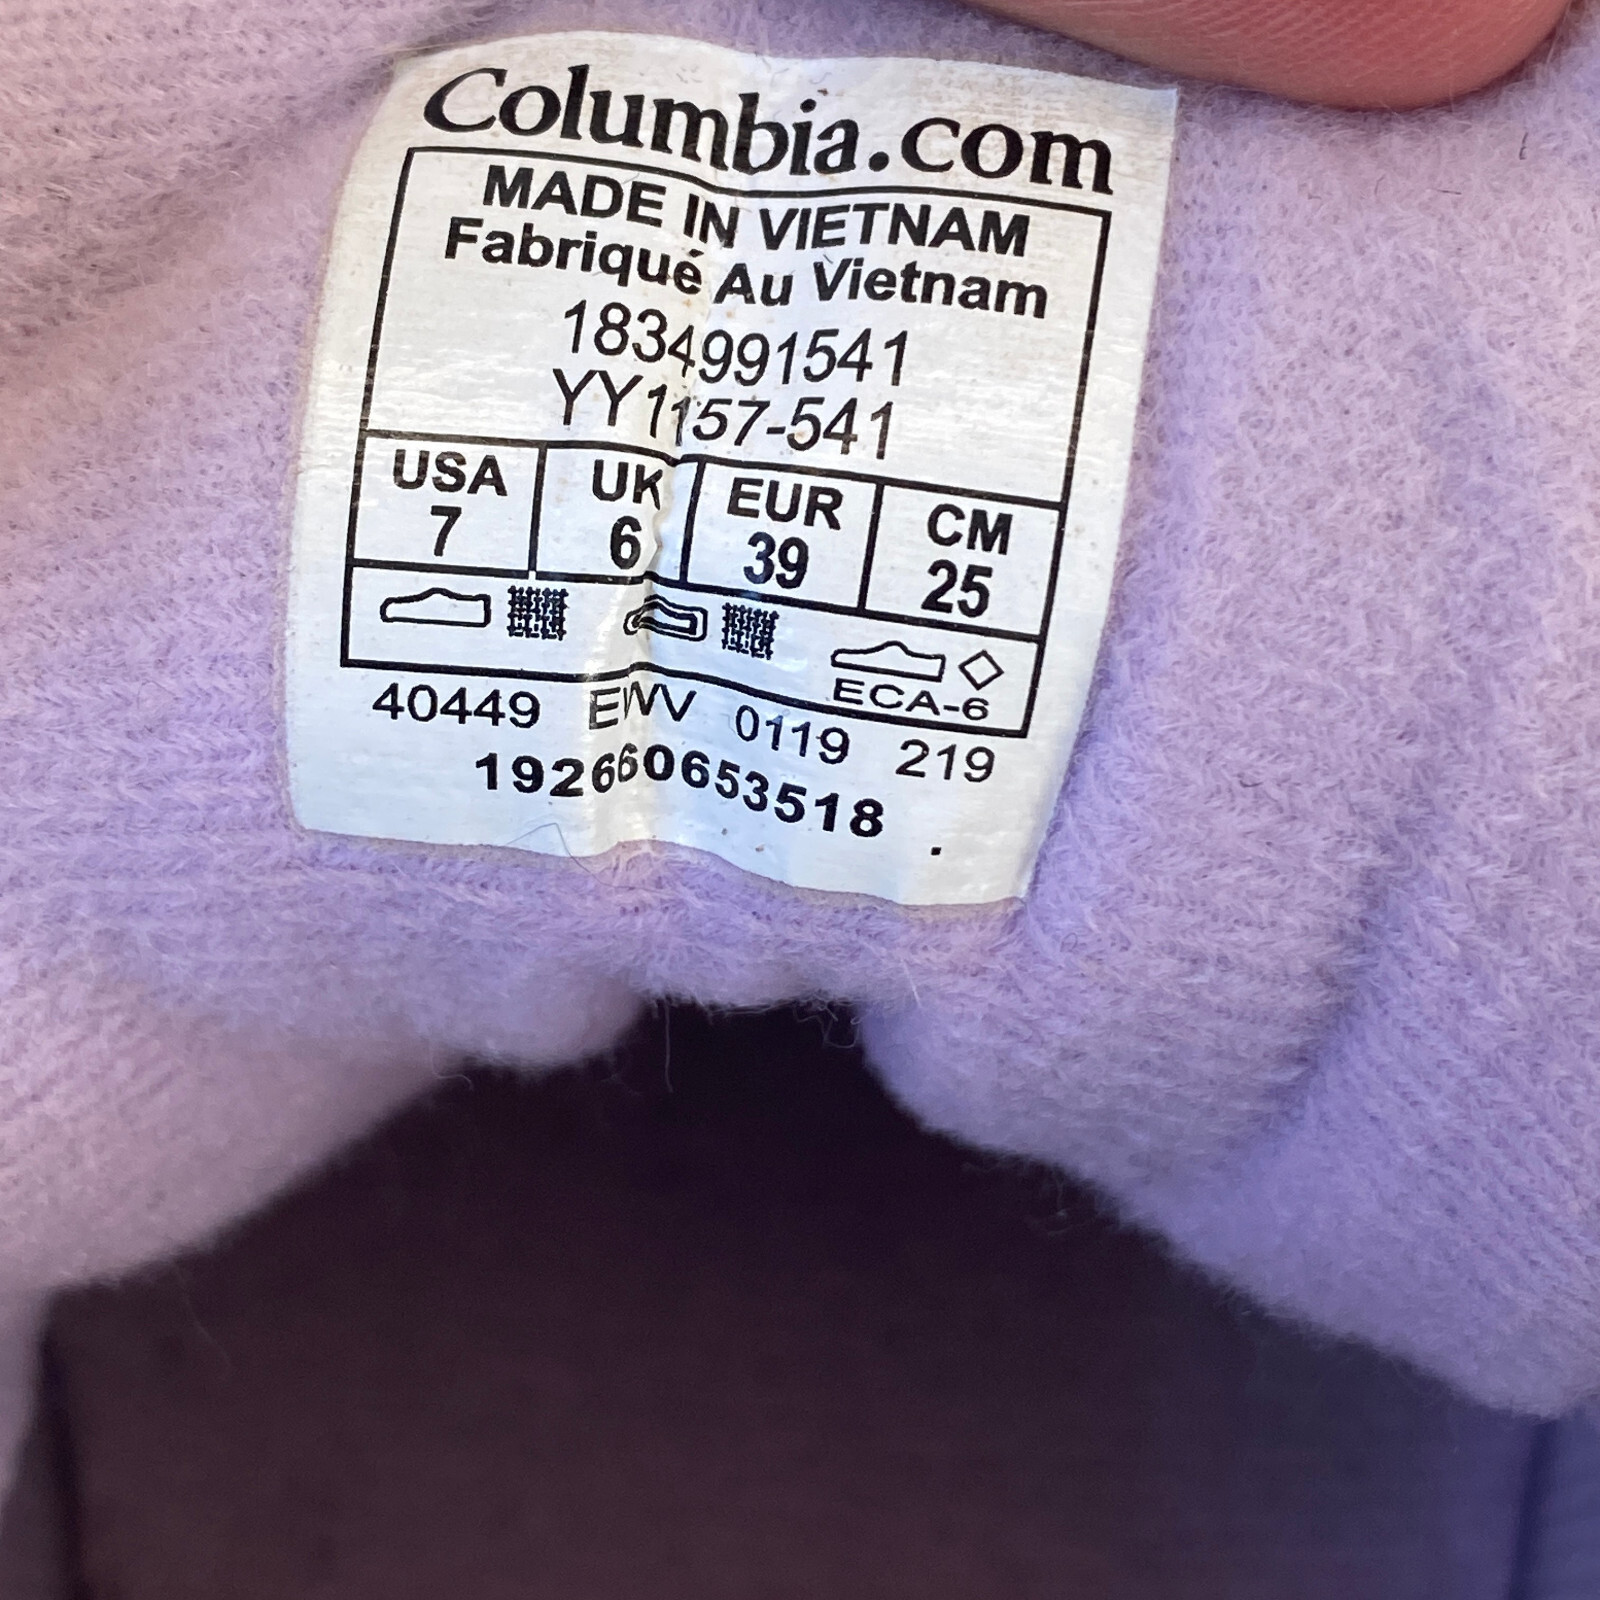 Columbia.com
MADE IN VIETNAM
Fabriqué Au Vietnam
1834991541
YY1157-541
USA UK EUR CM
7 6 39 25
ECA-6
40449 EVVV 0119 219
192660653518